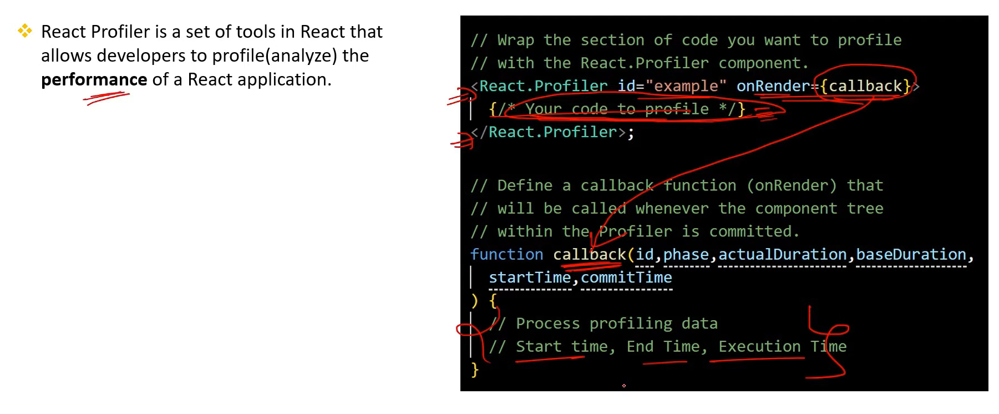 React Profiler is a set of tools in React that
allows developers to profile(analyze) the
performance of a React application.
// Wrap the section of code you want to profile
// with the React.Profiler component.
<React.Profiler id="example" onRender={callback}>
{/* Your code to profile */}
</React.Profiler>;
// Define a callback function (onRender) that
// will be called whenever the component tree
// within the Profiler is committed.
function callback(id,phase,actualDuration,baseDuration,
startTime,commitTime
) {
// Process profiling data
// Start time, End Time, Execution Time
}